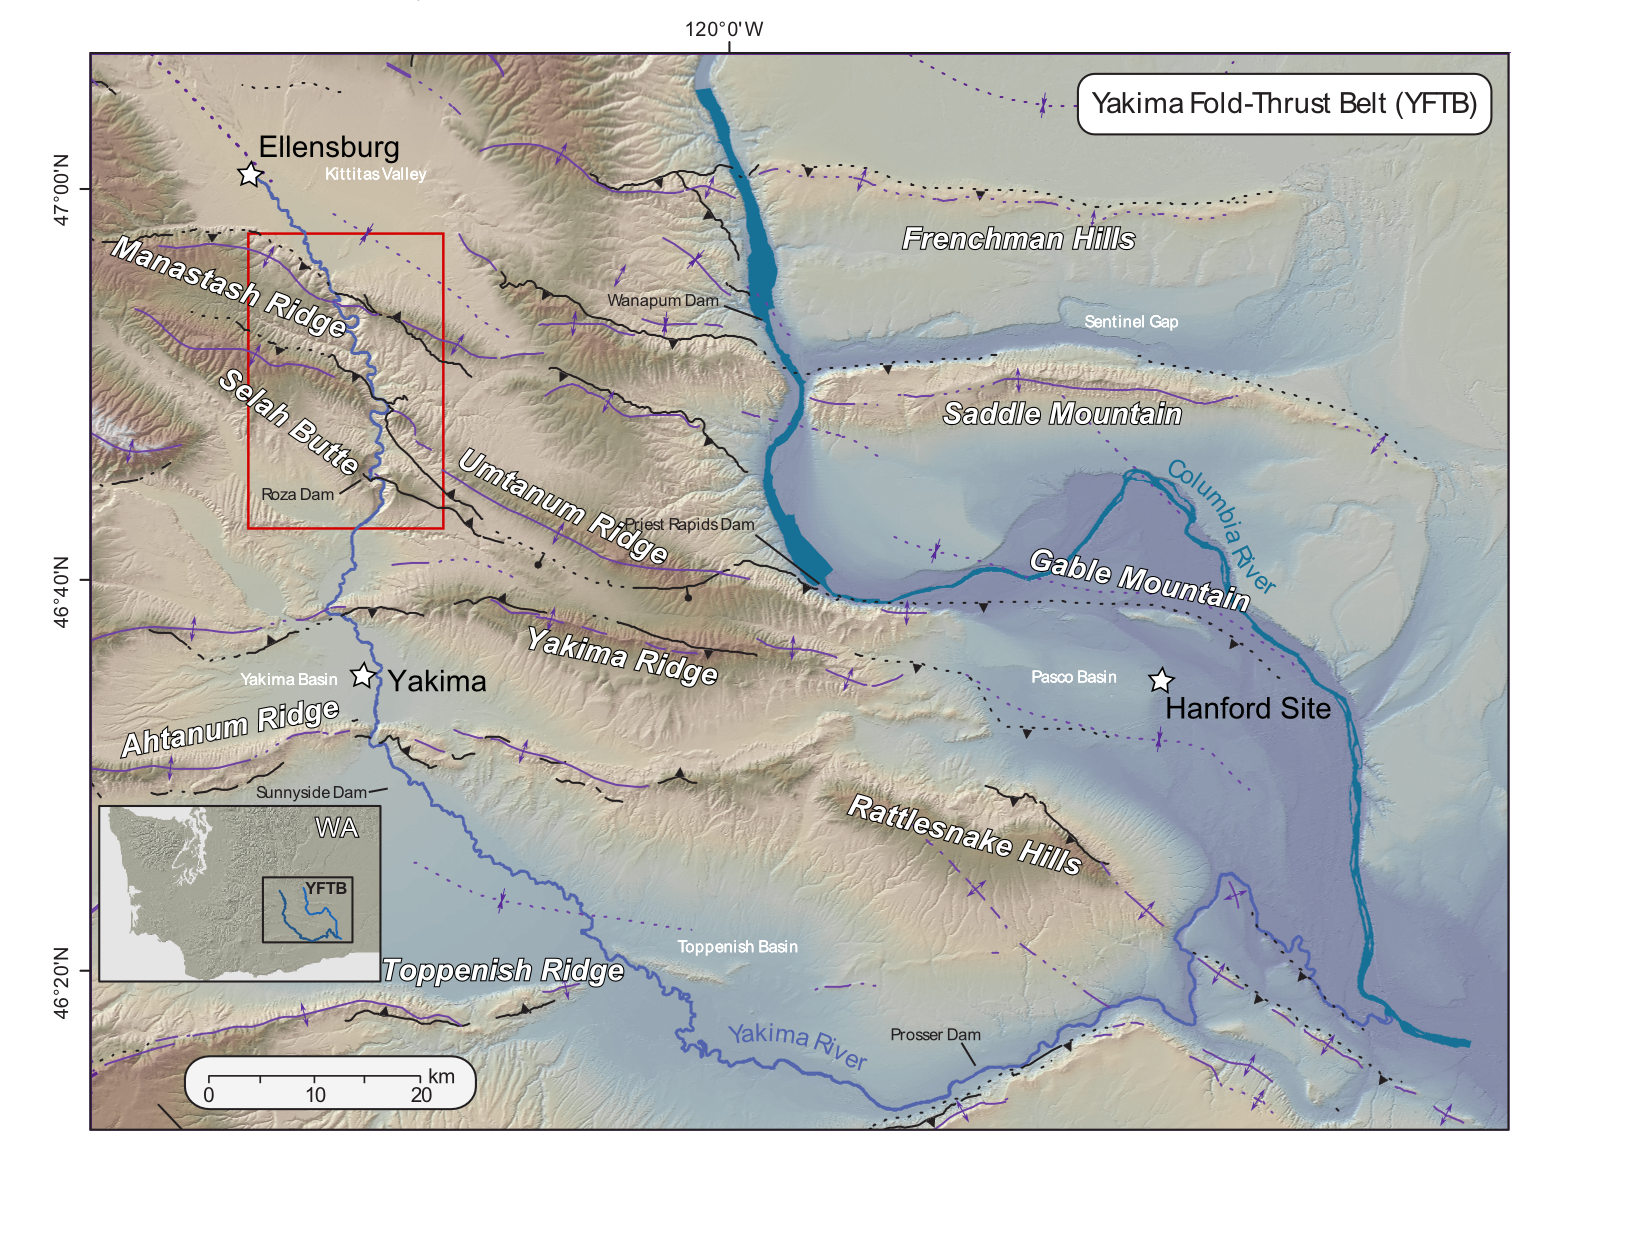 120°0'W
Yakima Fold-Thrust Belt (YFTB)
Ellensburg
Kittitas Valley
47°00'N
Frenchman Hills
Manastash Ridge
Wanapum Dam
Sentinel Gap
Selah Butte
Saddle Mountain
Umtanum Ridge
Columbia River
Roza Dam
Priest Rapids Dam
46°40'N
Gable Mountain
Yakima Ridge
Yakima Basin
Yakima
Pasco Basin
Hanford Site
Ahtanum Ridge
Sunnyside Dam
Rattlesnake Hills
WA
YFTB
Toppenish Basin
Toppenish Ridge
46°20'N
Yakima River
Prosser Dam
km
0 10 20